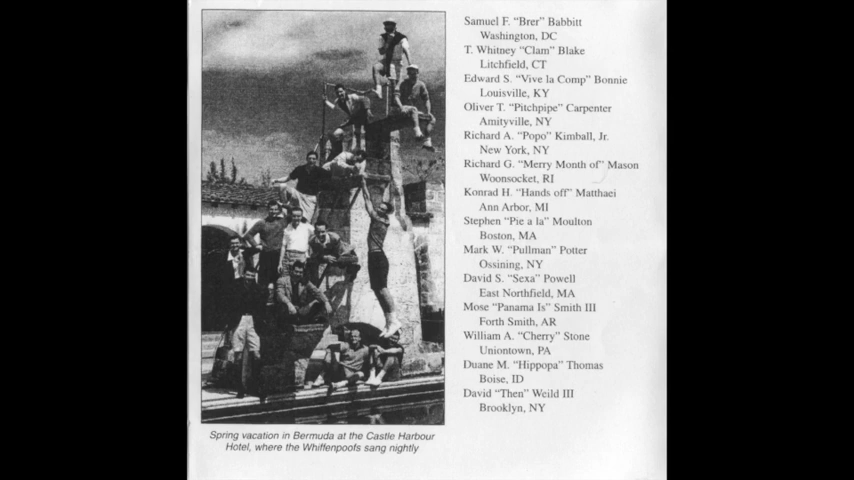 Samuel F. "Brer" Babbitt
Washington, DC
T. Whitney "Clam" Blake
Litchfield, CT
Edward S. "Vive la Comp" Bonnie
Louisville, KY
Oliver T. "Pitchpipe" Carpenter
Amityville, NY
Richard A. "Popo" Kimball, Jr.
New York, NY
Richard G. "Merry Month of" Mason
Woonsocket, RI
Konrad H. "Hands off" Matthaei
Ann Arbor, MI
Stephen "Pie a la" Moulton
Boston, MA
Mark W. "Pullman" Potter
Ossining, NY
David S. "Sexa" Powell
East Northfield, MA
Mose "Panama Is" Smith III
Forth Smith, AR
William A. "Cherry" Stone
Uniontown, PA
Duane M. "Hippopa" Thomas
Boise, ID
David "Then" Weild III
Brooklyn, NY
Spring vacation in Bermuda at the Castle Harbour
Hotel, where the Whiffenpoofs sang nightly